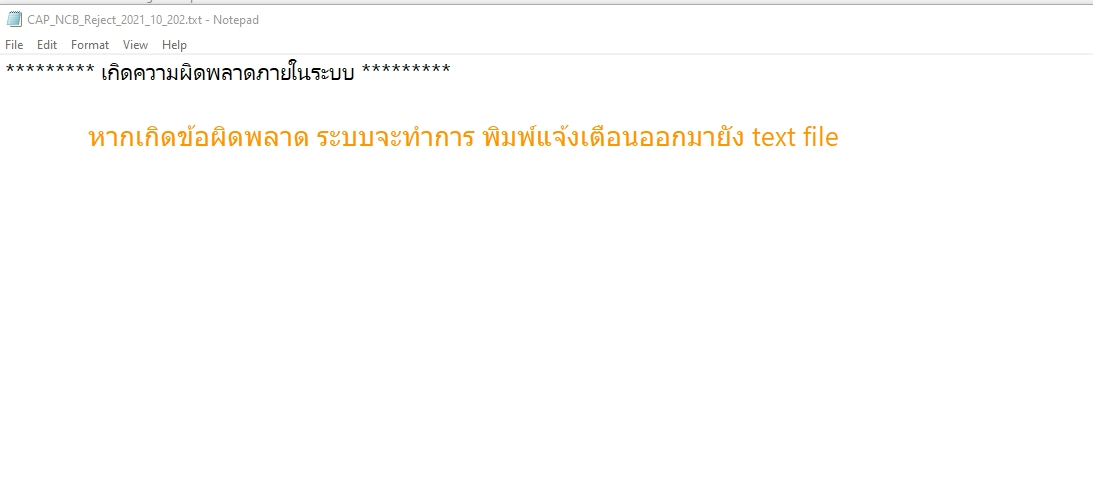 CAP_NCB_Reject_2021_10_202.txt - Notepad
File Edit Format View Help
********* เกิดความผิดพลาดภายในระบบ *********
หากเกิดข้อผิดพลาด ระบบจะทำการ พิมพ์แจ้งเตือนออกมายัง text file